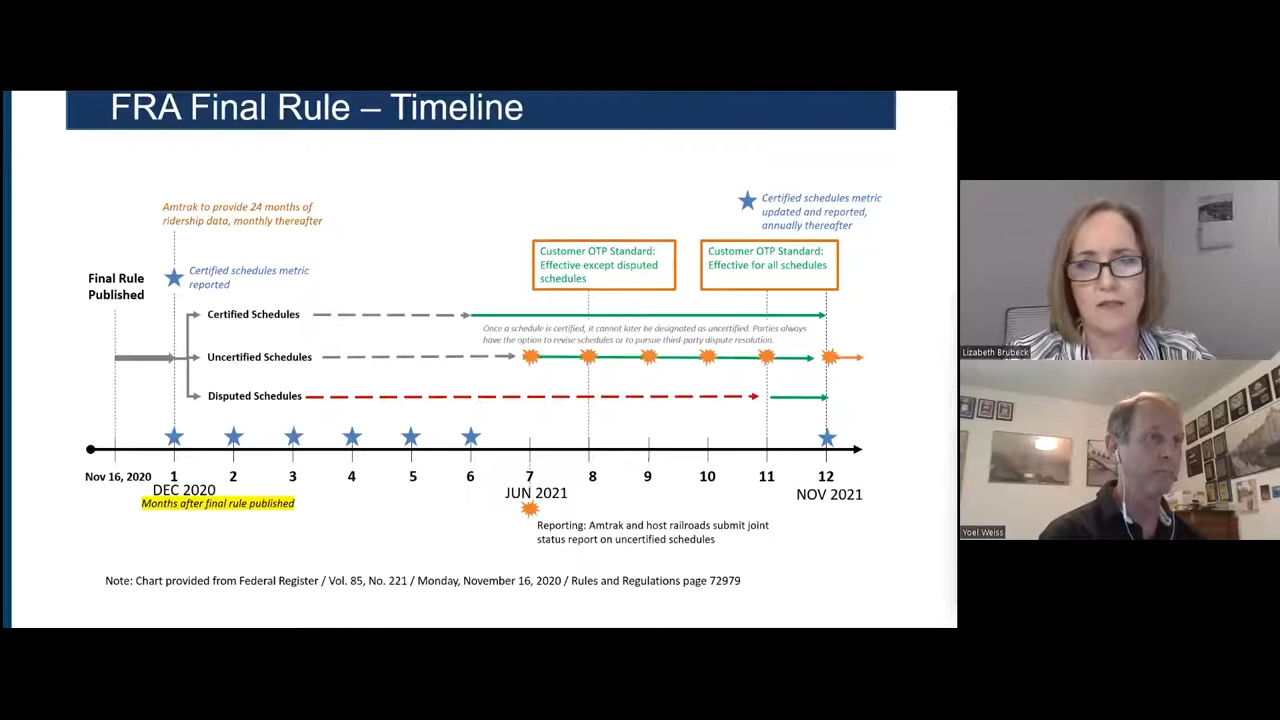 FRA Final Rule – Timeline
Amtrak to provide 24 months of
ridership data, monthly thereafter
Certified schedules metric
updated and reported,
annually thereafter
Final Rule
Published
Certified schedules metric
reported
Customer OTP Standard:
Effective except disputed
schedules
Customer OTP Standard:
Effective for all schedules
Certified Schedules
Once a schedule is certified, it cannot later be designated as uncertified. Parties always
have the option to revise schedules or to pursue third-party dispute resolution.
Uncertified Schedules
Disputed Schedules
Nov 16, 2020 1 2 3 4 5 6 7 8 9 10 11 12
DEC 2020 JUN 2021 NOV 2021
Months after final rule published
Reporting: Amtrak and host railroads submit joint
status report on uncertified schedules
Note: Chart provided from Federal Register / Vol. 85, No. 221 / Monday, November 16, 2020 / Rules and Regulations page 72979
Lizabeth Brubeck
Yoel Weiss